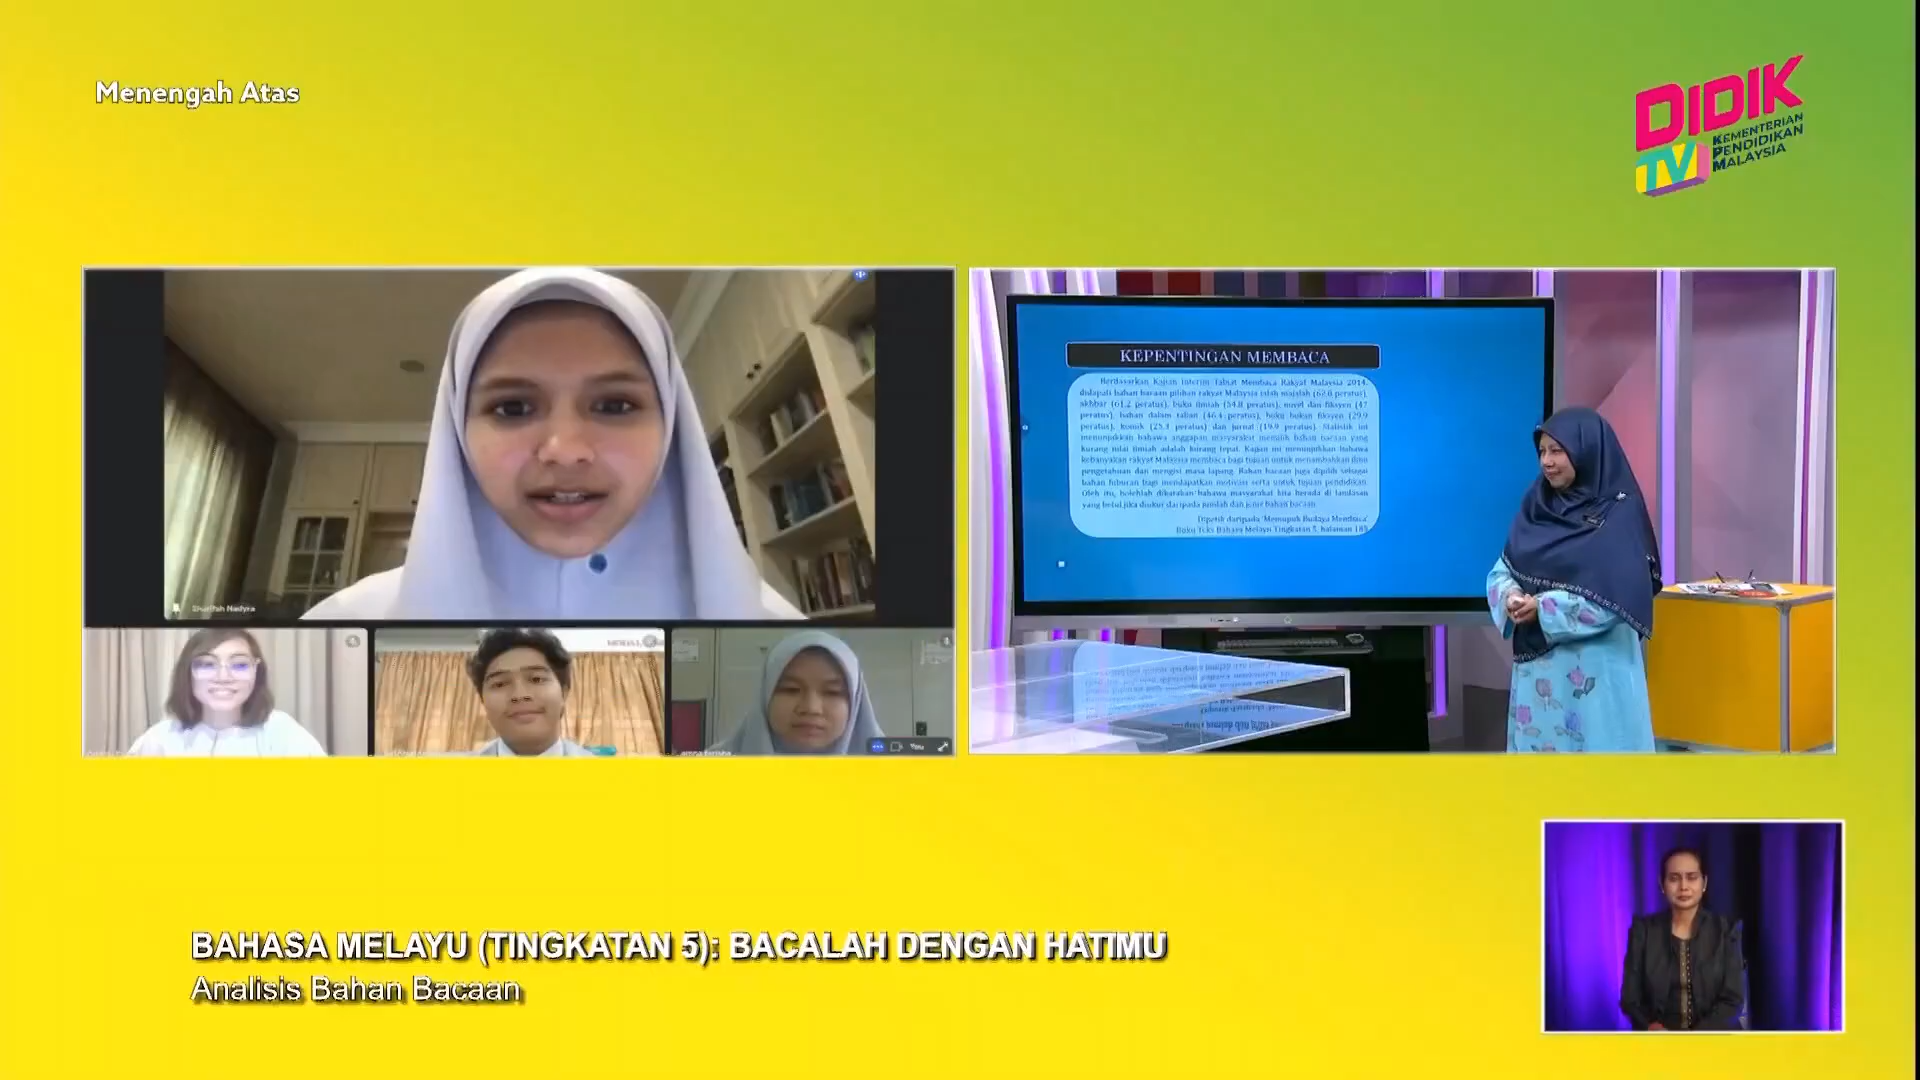 Menengah Atas
DIDIK
TV
KEMENTERIAN
PENDIDIKAN
MALAYSIA
KEPENTINGAN MEMBACA
Berdasarkan Kajian Interim Tabiat Membaca Rakyat Malaysia 2014,
didapati bahan bacaan pilihan rakyat Malaysia ialah majalah (62.8 peratus),
akhbar (61.2 peratus), buku ilmiah (54.8 peratus), novel dan fiksyen (47
peratus), bahan dalam talian (46.4 peratus), buku bukan fiksyen (29.9
peratus), komik (25.3 peratus) dan jurnal (19.9 peratus). Statistik ini
menunjukkan bahawa anggapan masyarakat memilih bahan bacaan yang
kurang nilai ilmiah adalah kurang tepat. Kajian ini menunjukkan bahawa
kebanyakan rakyat Malaysia membaca bagi tujuan untuk menambahkan ilmu
pengetahuan dan mengisi masa lapang. Bahan bacaan juga dipilih sebagai
bahan hiburan bagi mendapatkan motivasi serta untuk tujuan pendidikan.
Oleh itu, bolehlah dikatakan bahawa masyarakat kita berada di landasan
yang betul jika diukur daripada jumlah dan jenis bahan bacaan.
Dipetik daripada 'Memupuk Budaya Membaca'
Buku Teks Bahasa Melayu Tingkatan 5, halaman 183
Sharifah Nadyra
You
BAHASA MELAYU (TINGKATAN 5): BACALAH DENGAN HATIMU
Analisis Bahan Bacaan